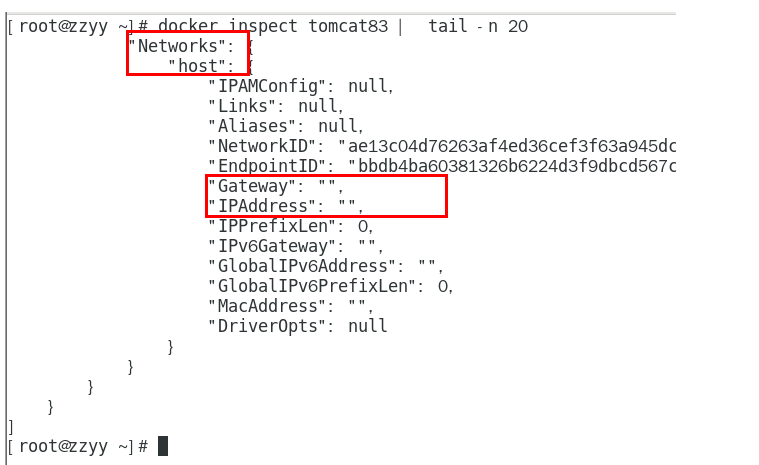 [root@zzyy ~]# docker inspect tomcat83 |  tail -n 20
"Networks": {
"host": {
"IPAMConfig": null,
"Links": null,
"Aliases": null,
"NetworkID": "ae13c04d76263af4ed36cef3f63a945dc
"EndpointID": "bbdb4ba60381326b6224d3f9dbcd567c
"Gateway": "",
"IPAddress": "",
"IPPrefixLen": 0,
"IPv6Gateway": "",
"GlobalIPv6Address": "",
"GlobalIPv6PrefixLen": 0,
"MacAddress": "",
"DriverOpts": null
}
}
}
}
]
[root@zzyy ~]#